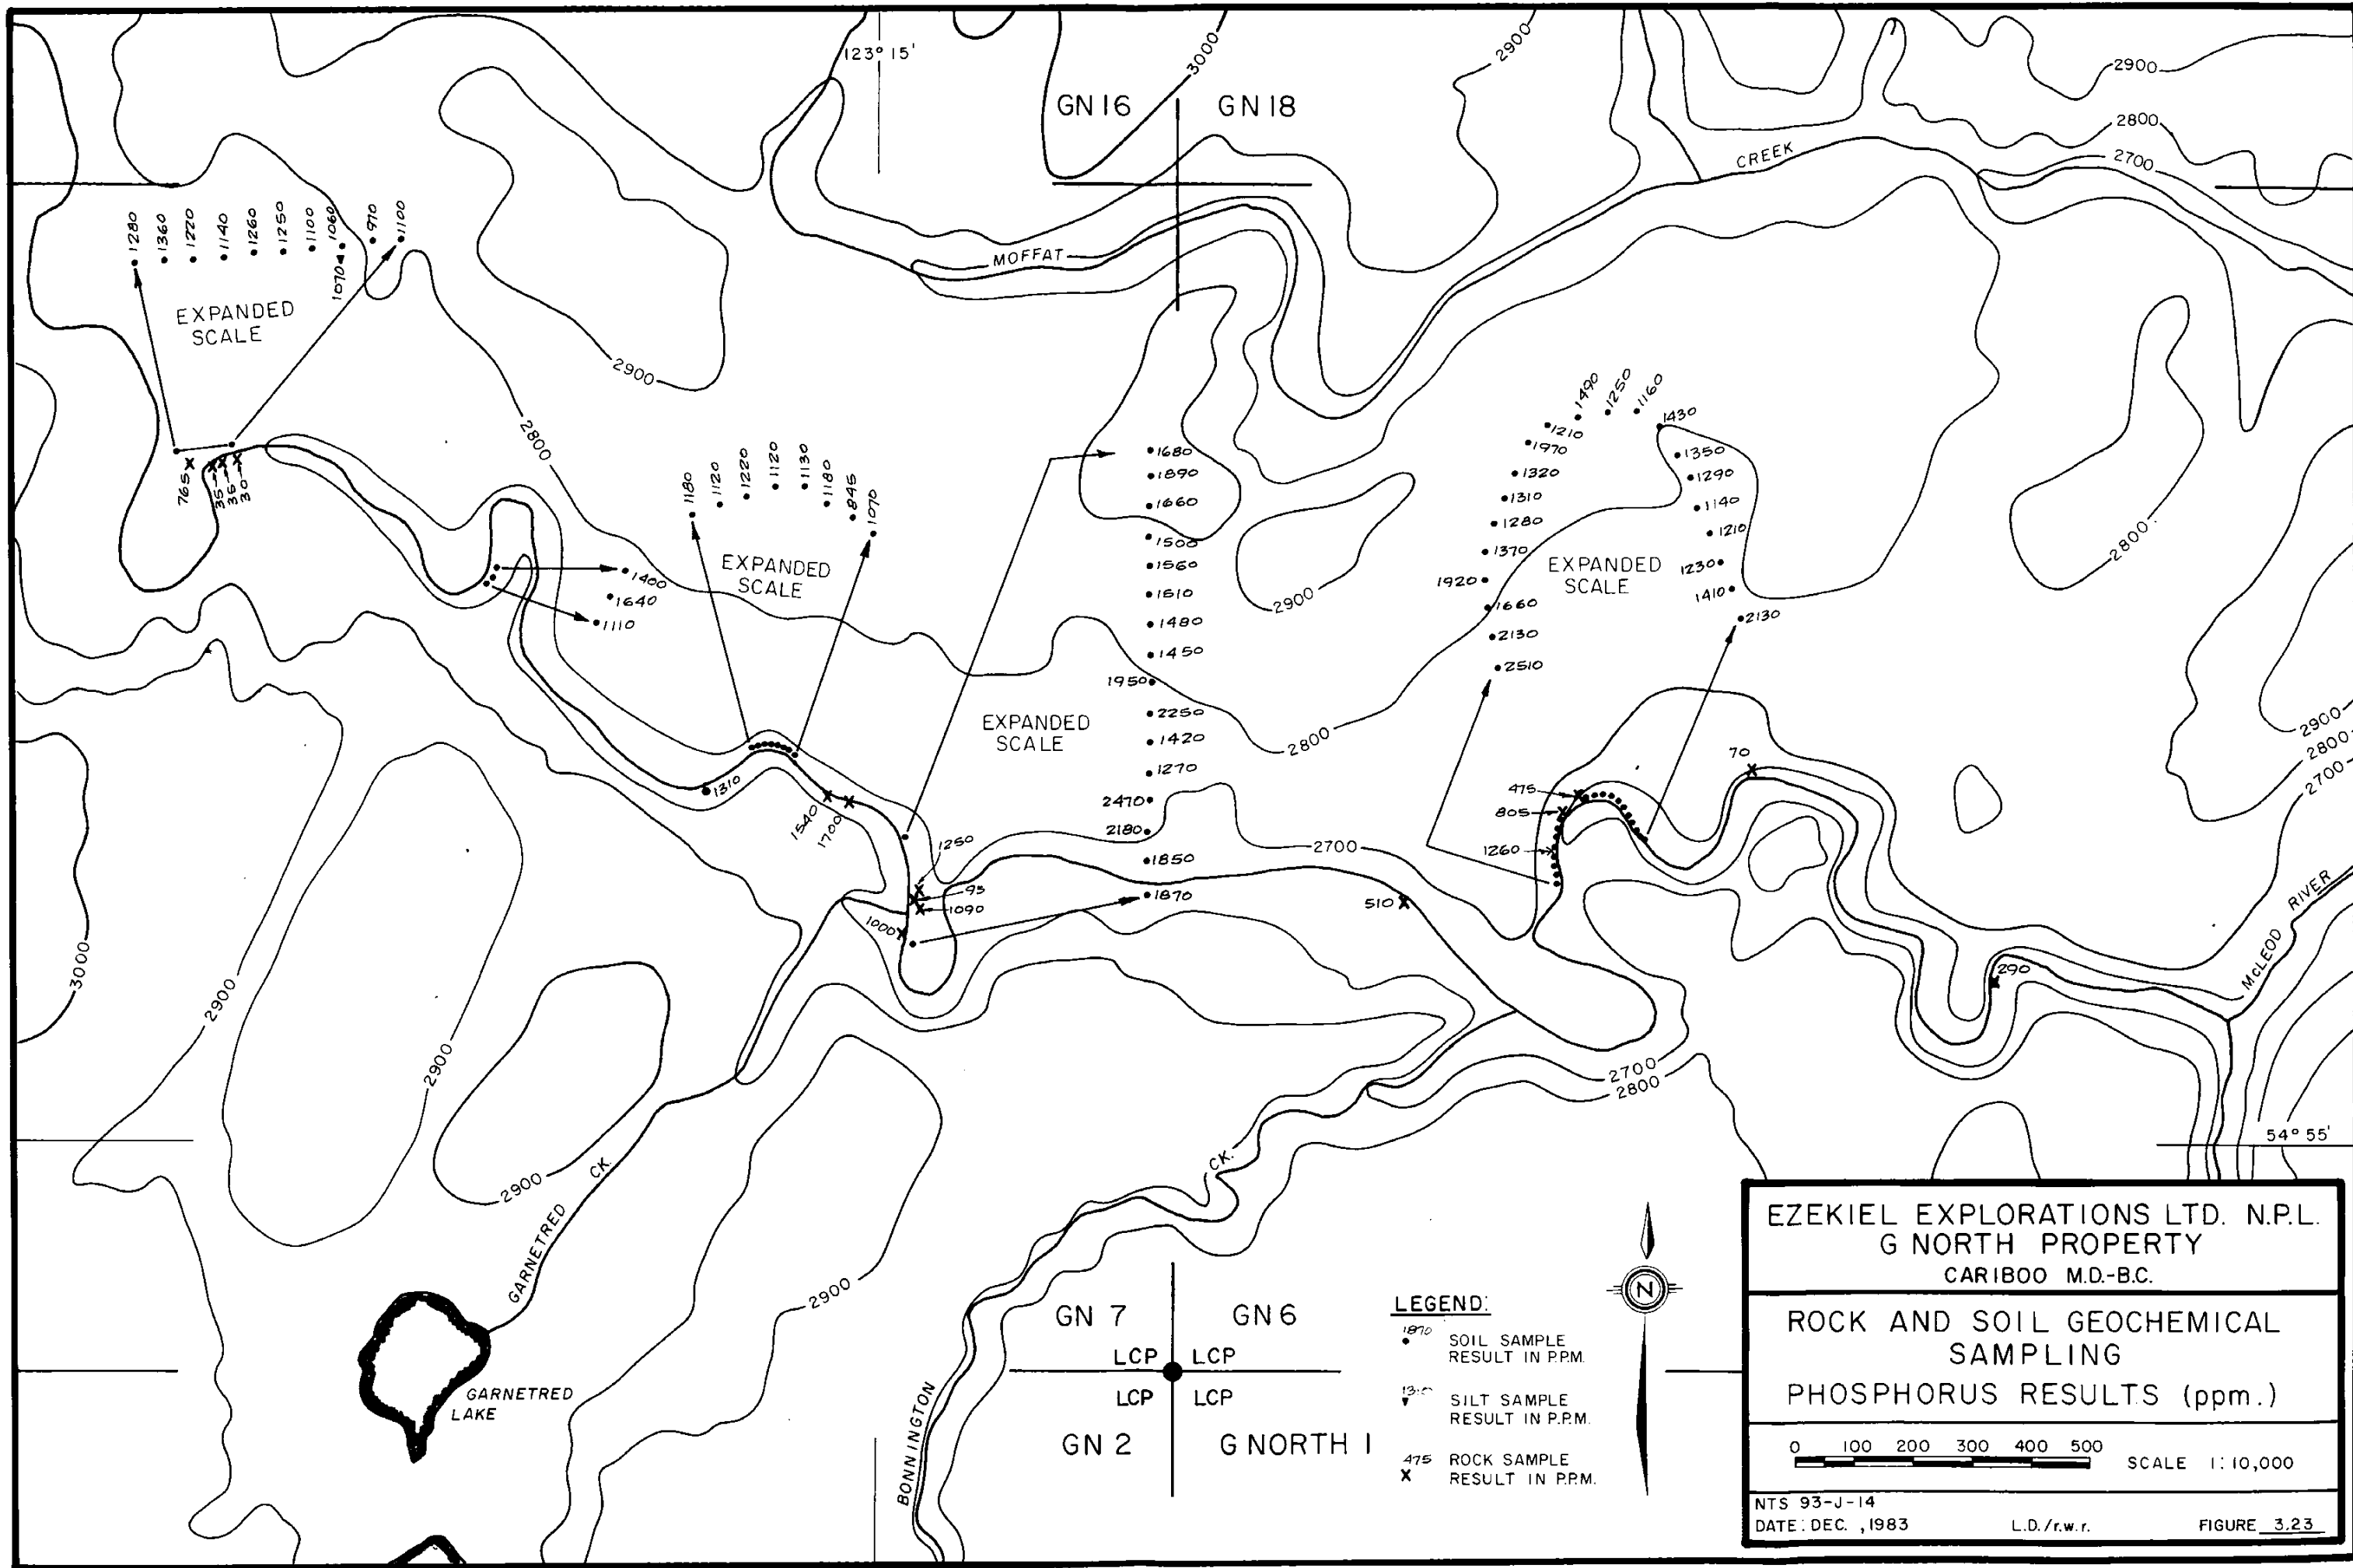 123° 15'
3000
2900
2900
GN 16
GN 18
2800
2700
CREEK
MOFFAT
1280
1360
1220
1140
1260
1250
1100
1060
1070
970
1100
EXPANDED
SCALE
2900
2800
765
35
35
30
1400
1640
1110
1180
1120
1220
1120
1130
1180
845
1070
EXPANDED
SCALE
1310
1540
1700
1680
1890
1660
1500
1560
1610
1480
1450
1950
2250
1420
1270
2470
2180
1850
1870
EXPANDED
SCALE
2900
2800
1250
95
1090
1000
2700
510
1490
1250
1160
1430
1210
1970
1320
1310
1280
1370
1920
1660
2130
2510
1350
1290
1140
1210
1230
1410
2130
EXPANDED
SCALE
2800
2900
2800
2700
70
475
805
1260
290
McLEOD RIVER
3000
2900
2900
2900
2900
2700
2800
54° 55'
GARNETRED CK.
GARNETRED
LAKE
BONNINGTON CK.
GN 7
GN 6
LCP
LCP
LCP
LCP
GN 2
G NORTH 1
LEGEND:
1870
SOIL SAMPLE
RESULT IN P.P.M.
SILT SAMPLE
RESULT IN P.P.M.
475
ROCK SAMPLE
X
RESULT IN P.P.M.
N
EZEKIEL EXPLORATIONS LTD. N.P.L.
G NORTH PROPERTY
CARIBOO M.D.-B.C.
ROCK AND SOIL GEOCHEMICAL
SAMPLING
PHOSPHORUS RESULTS (ppm.)
0 100 200 300 400 500
SCALE 1:10,000
NTS 93-J-14
DATE: DEC. , 1983
L.D./r.w.r.
FIGURE 3.23